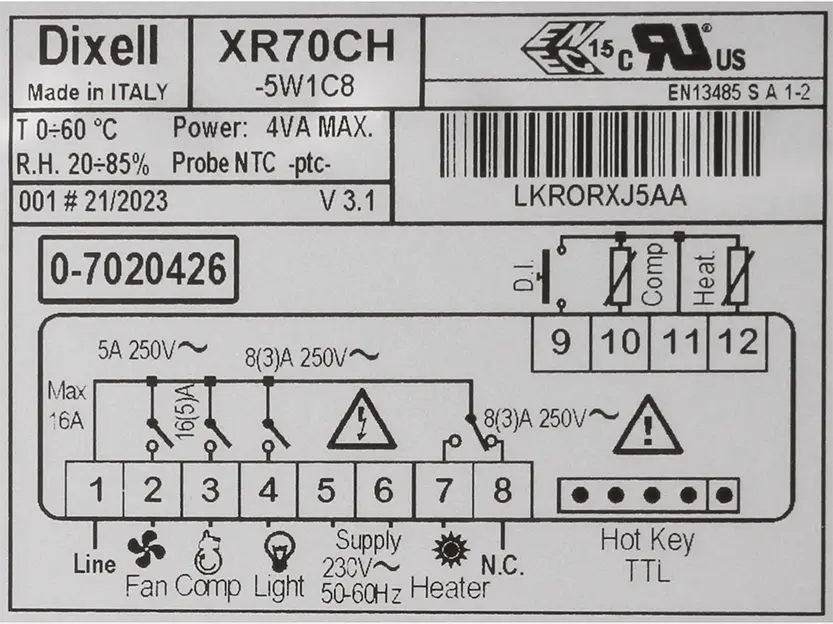 Dixell
Made in ITALY
XR70CH
-5W1C8
ENEC 15 C RU ® US
EN13485 S A 1-2
T 0÷60 °C Power: 4VA MAX.
R.H. 20÷85% Probe NTC -ptc-
001 # 21/2023 V 3.1
LKRORXJ5AA
0-7020426
D.I.
Comp
Heat.
9 10 11 12
5A 250V~
8(3)A 250V~
Max
16A
16(5)A
8(3)A 250V~
!
1 2 3 4 5 6 7 8
Line
Fan
Comp
Light
Supply
230V~
50-60Hz
Heater
N.C.
Hot Key
TTL